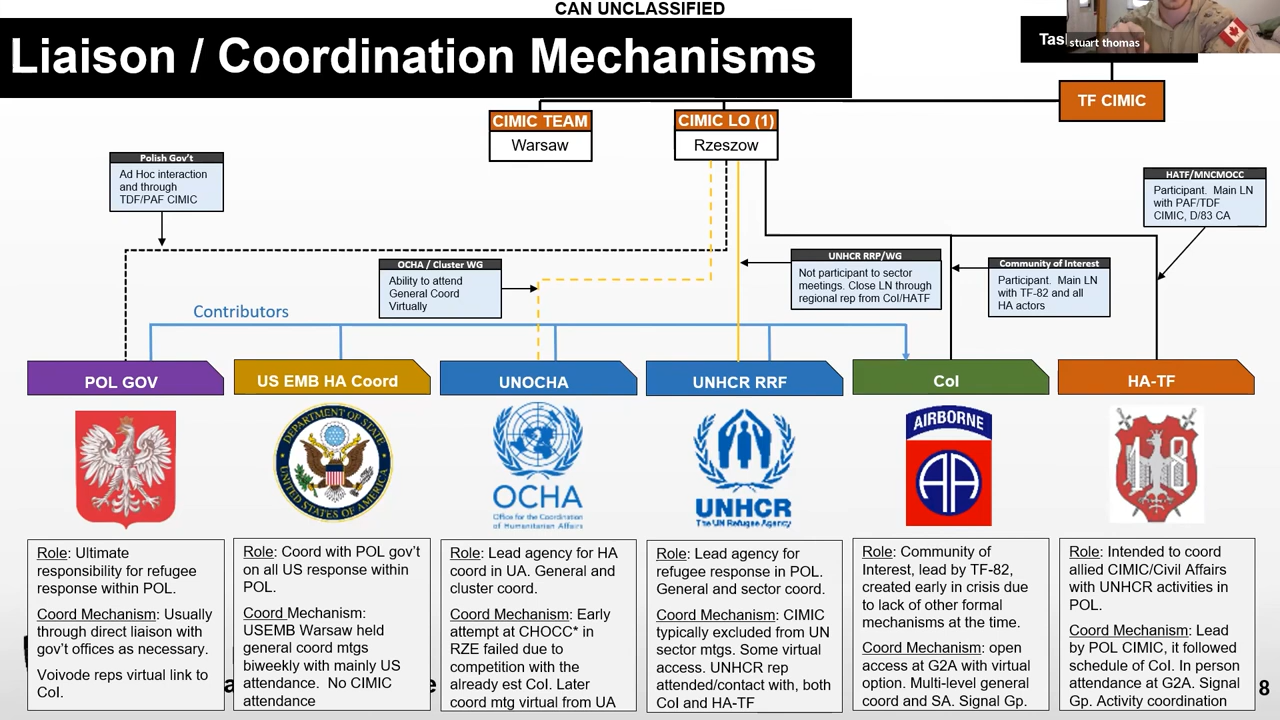 CAN UNCLASSIFIED
Liaison / Coordination Mechanisms
stuart thomas
TF CIMIC
CIMIC TEAM
Warsaw
CIMIC LO (1)
Rzeszow
Polish Gov't
Ad Hoc interaction
and through
TDF/PAF CIMIC
HATF/MNCMOCC
Participant. Main LN
with PAF/TDF
CIMIC, D/83 CA
OCHA / Cluster WG
Ability to attend
General Coord
Virtually
UNHCR RRP/WG
Not participant to sector
meetings. Close LN through
regional rep from CoI/HATF
Community of Interest
Participant. Main LN
with TF-82 and all
HA actors
Contributors
POL GOV
US EMB HA Coord
UNOCHA
UNHCR RRF
CoI
HA-TF
DEPARTMENT OF STATE
UNITED STATES OF AMERICA
OCHA
Office for the Coordination
of Humanitarian Affairs
UNHCR
The UN Refugee Agency
AIRBORNE
AA
18
Role: Ultimate
responsibility for refugee
response within POL.
Coord Mechanism: Usually
through direct liaison with
gov't offices as necessary.
Voivode reps virtual link to
CoI.
Role: Coord with POL gov't
on all US response within
POL.
Coord Mechanism:
USEMB Warsaw held
general coord mtgs
biweekly with mainly US
attendance. No CIMIC
attendance
Role: Lead agency for HA
coord in UA. General and
cluster coord.
Coord Mechanism: Early
attempt at CHOCC* in
RZE failed due to
competition with the
already est CoI. Later
coord mtg virtual from UA
Role: Lead agency for
refugee response in POL.
General and sector coord.
Coord Mechanism: CIMIC
typically excluded from UN
sector mtgs. Some virtual
access. UNHCR rep
attended/contact with, both
CoI and HA-TF
Role: Community of
Interest, lead by TF-82,
created early in crisis due
to lack of other formal
mechanisms at the time.
Coord Mechanism: open
access at G2A with virtual
option. Multi-level general
coord and SA. Signal Gp.
Role: Intended to coord
allied CIMIC/Civil Affairs
with UNHCR activities in
POL.
Coord Mechanism: Lead
by POL CIMIC, it followed
schedule of CoI. In person
attendance at G2A. Signal
Gp. Activity coordination
8